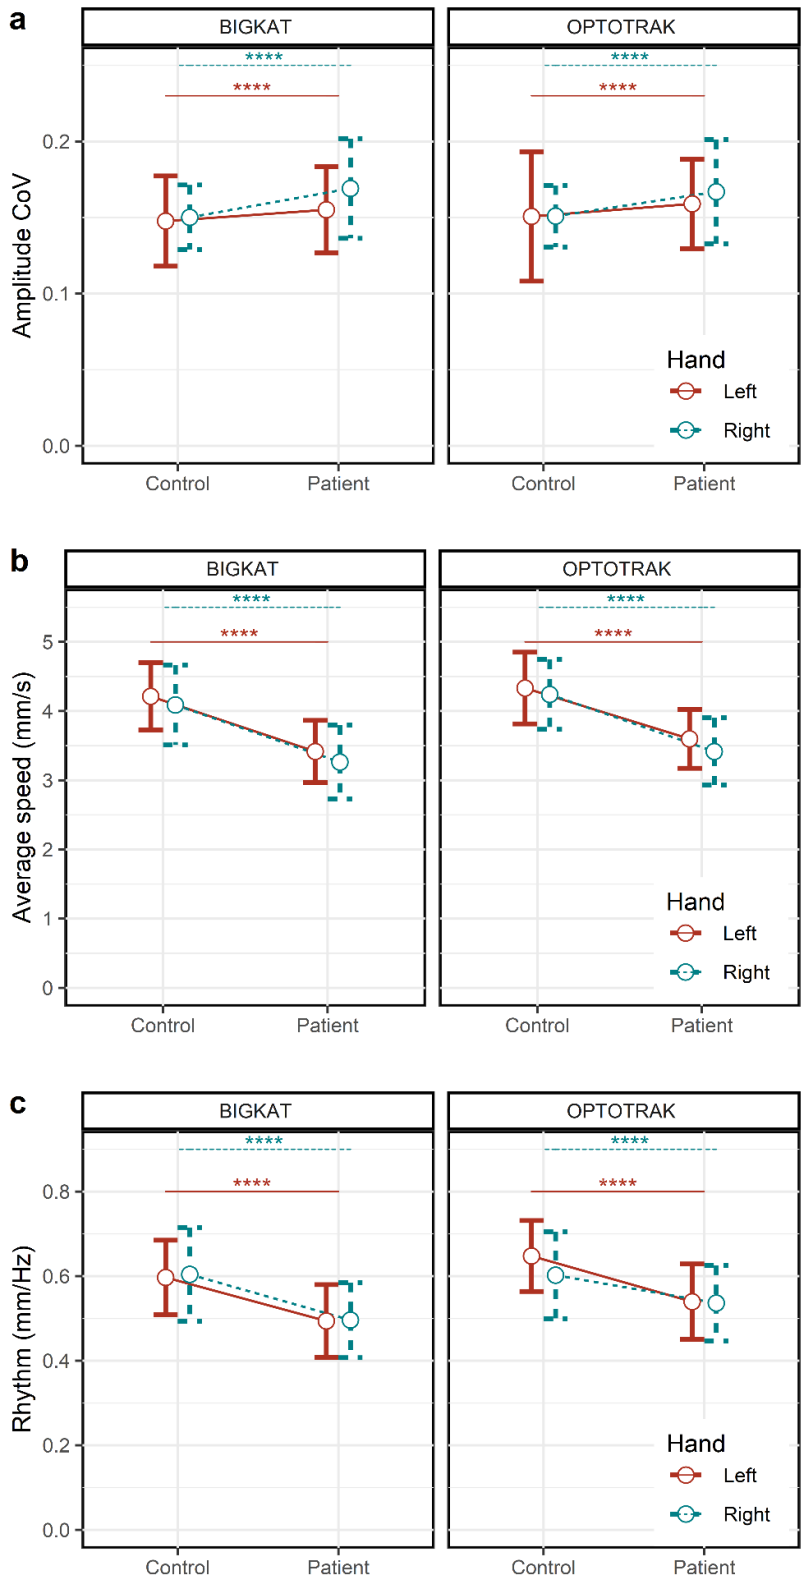 a
BIGKAT OPTOTRAK
**** ****
**** ****
Amplitude CoV
0.2
0.1
0.0
Hand
Left
Right
Control Patient Control Patient
b
BIGKAT OPTOTRAK
**** ****
**** ****
Average speed (mm/s)
5
4
3
2
1
0
Hand
Left
Right
Control Patient Control Patient
c
BIGKAT OPTOTRAK
**** ****
**** ****
Rhythm (mm/Hz)
0.8
0.6
0.4
0.2
0.0
Hand
Left
Right
Control Patient Control Patient